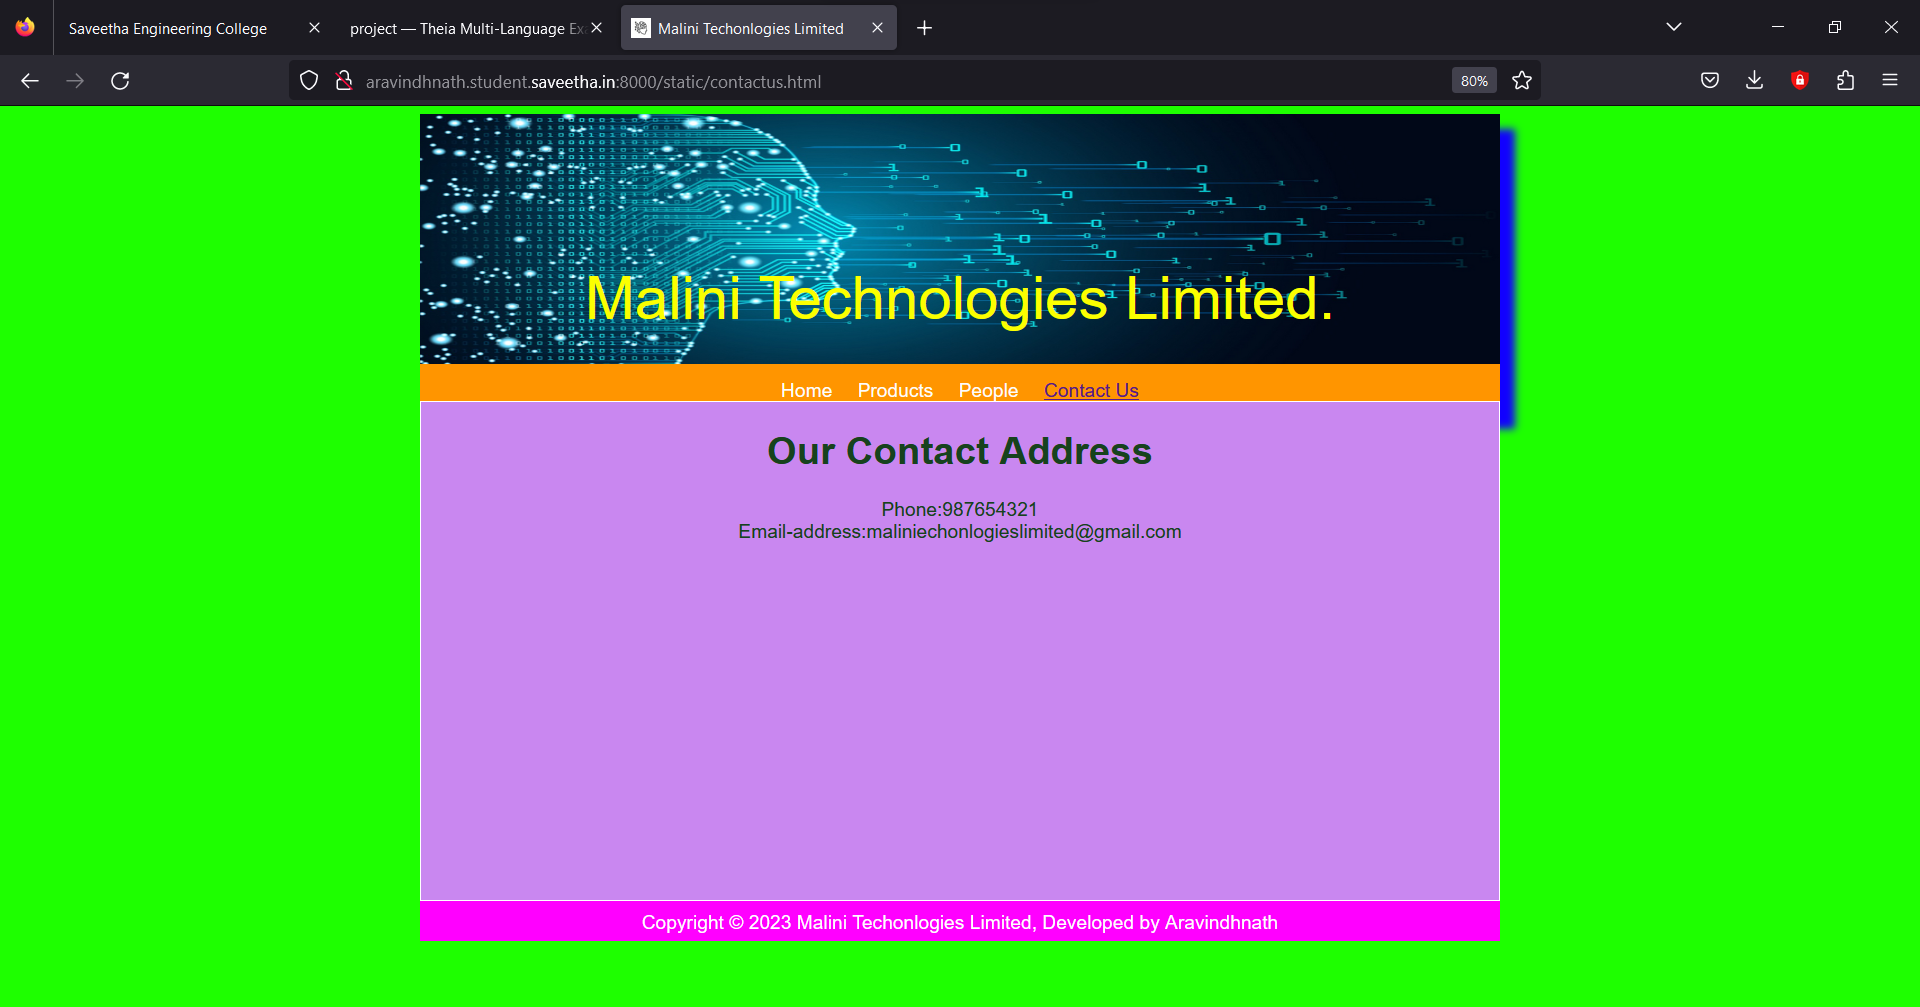 Saveetha Engineering College
project — Theia Multi-Language Ex
Malini Techonlogies Limited
aravindhnath.student.saveetha.in:8000/static/contactus.html
80%
Malini Technologies Limited.
Home Products People Contact Us
Our Contact Address
Phone:987654321
Email-address:maliniechonlogieslimited@gmail.com
Copyright © 2023 Malini Techonlogies Limited, Developed by Aravindhnath